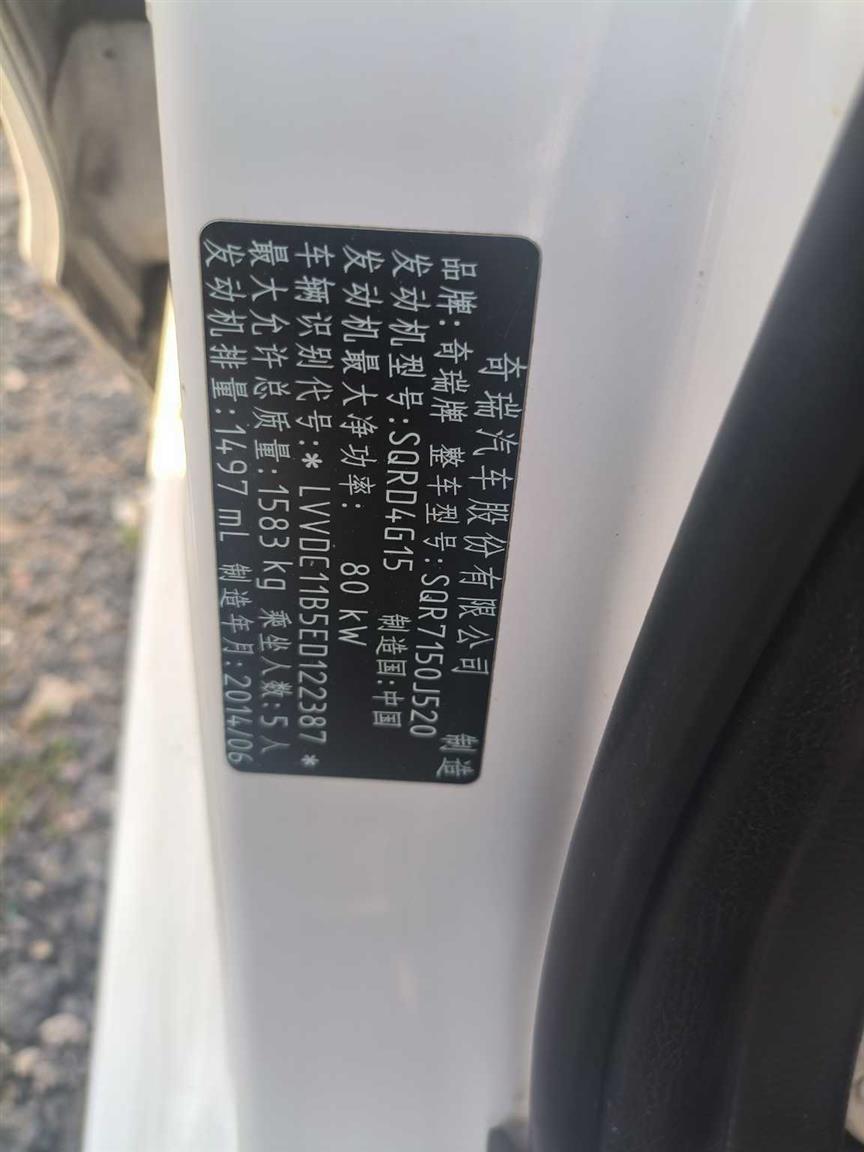 奇瑞汽车股份有限公司 制造
品牌:奇瑞牌 整车型号:SQR7150J520
发动机型号:SQRD4G15 制造国:中国
发动机最大净功率: 80 kW
车辆识别代号:* LVVDC11B5ED122387 *
最大允许总质量:1583 kg 乘坐人数:5人
发动机排量:1497 mL 制造年月:2014/06